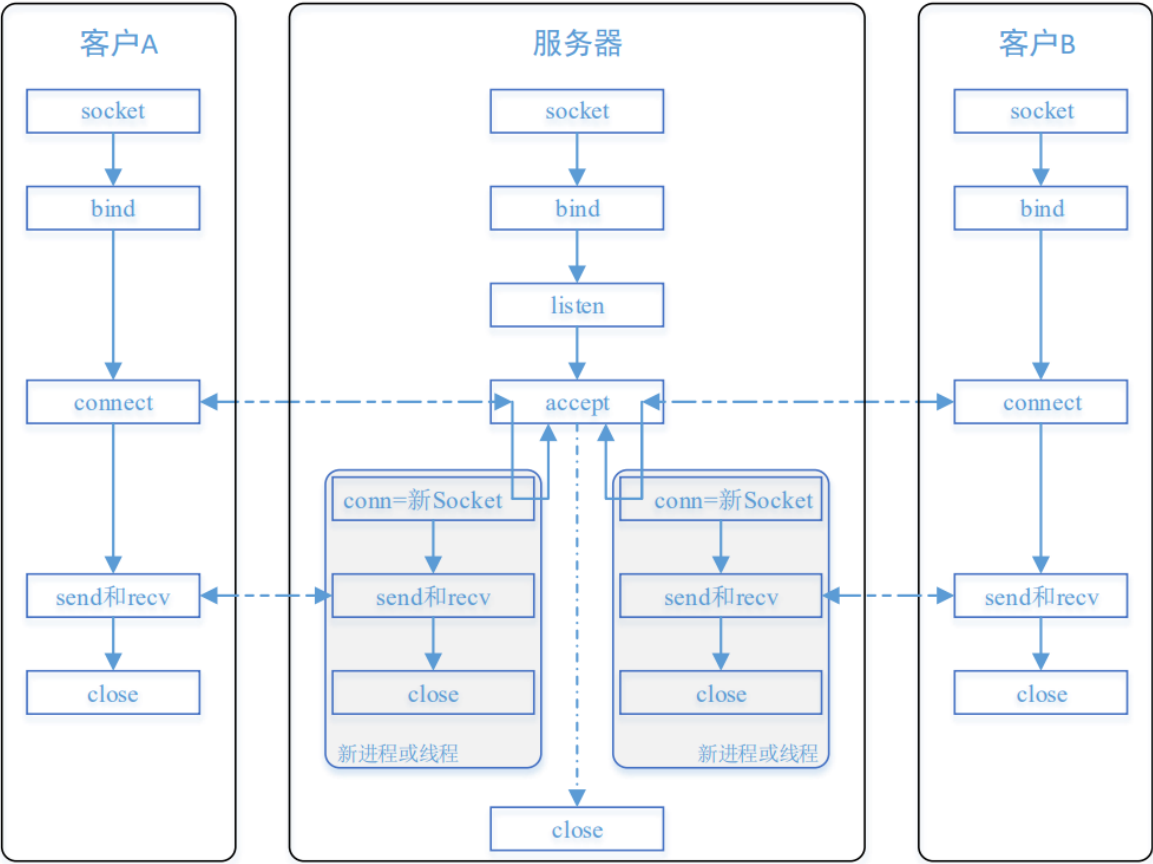 客户A
socket
bind
connect
send和recv
close
服务器
socket
bind
listen
accept
conn=新Socket
send和recv
close
新进程或线程
conn=新Socket
send和recv
close
新进程或线程
close
客户B
socket
bind
connect
send和recv
close